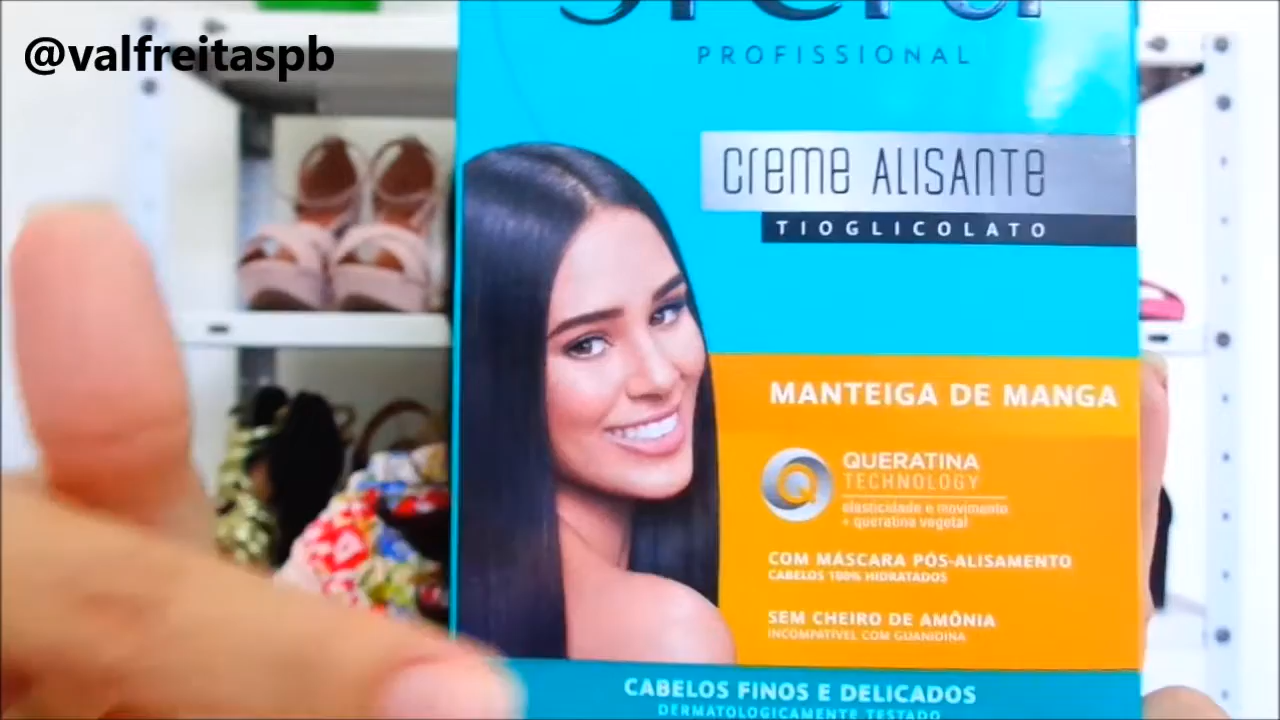 @valfreitaspb
PROFISSIONAL
creme ALISANTE
TIOGLICOLATO
MANTEIGA DE MANGA
Q
QUERATINA
TECHNOLOGY
elasticidade e movimento
+ queratina vegetal
COM MÁSCARA PÓS-ALISAMENTO
CABELOS 100% HIDRATADOS
SEM CHEIRO DE AMÔNIA
INCOMPATÍVEL COM GUANIDINA
CABELOS FINOS E DELICADOS
DERMATOLOGICAMENTE TESTADO